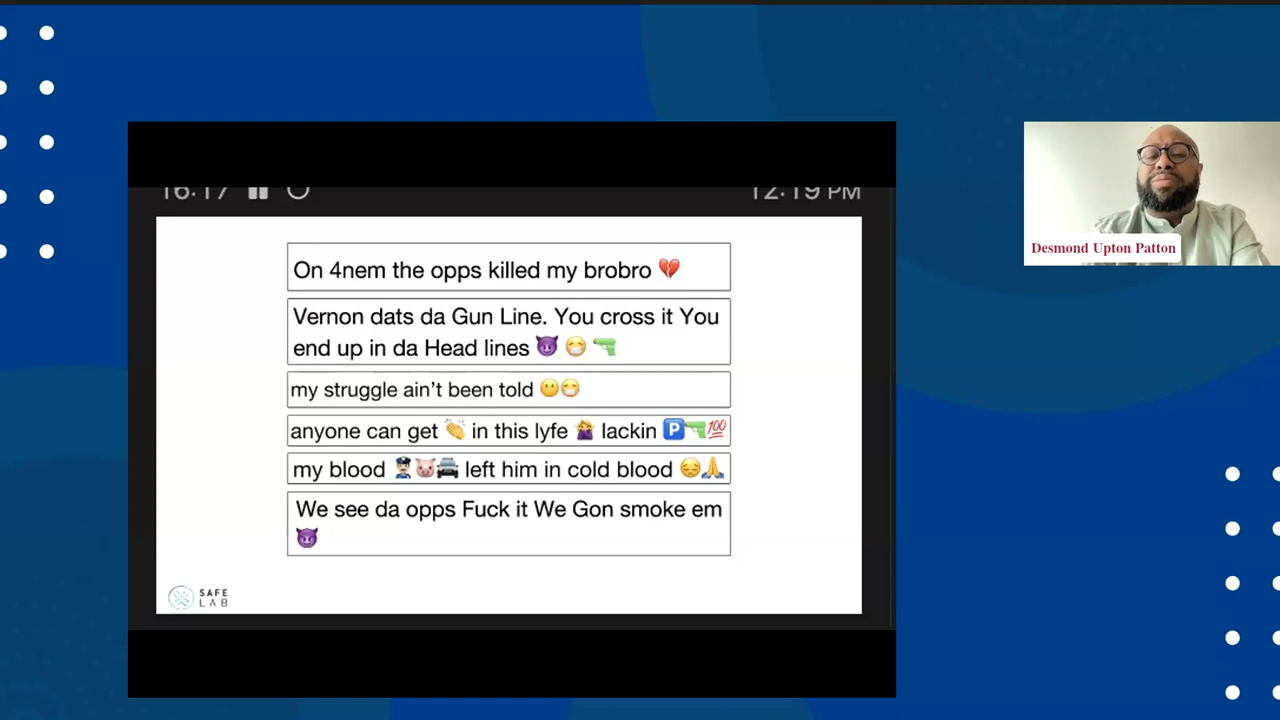 16:17
12:19 PM
On 4nem the opps killed my brobro 💔
Vernon dats da Gun Line. You cross it You
end up in da Head lines 😈 😷 🔫
my struggle ain’t been told 😶😷
anyone can get 👏 in this lyfe 🤷‍♀️ lackin 🅿️🔫💯
my blood 👮🏻‍♂️🐷🚔 left him in cold blood 😔🙏
We see da opps Fuck it We Gon smoke em
😈
SAFE
LAB
Desmond Upton Patton